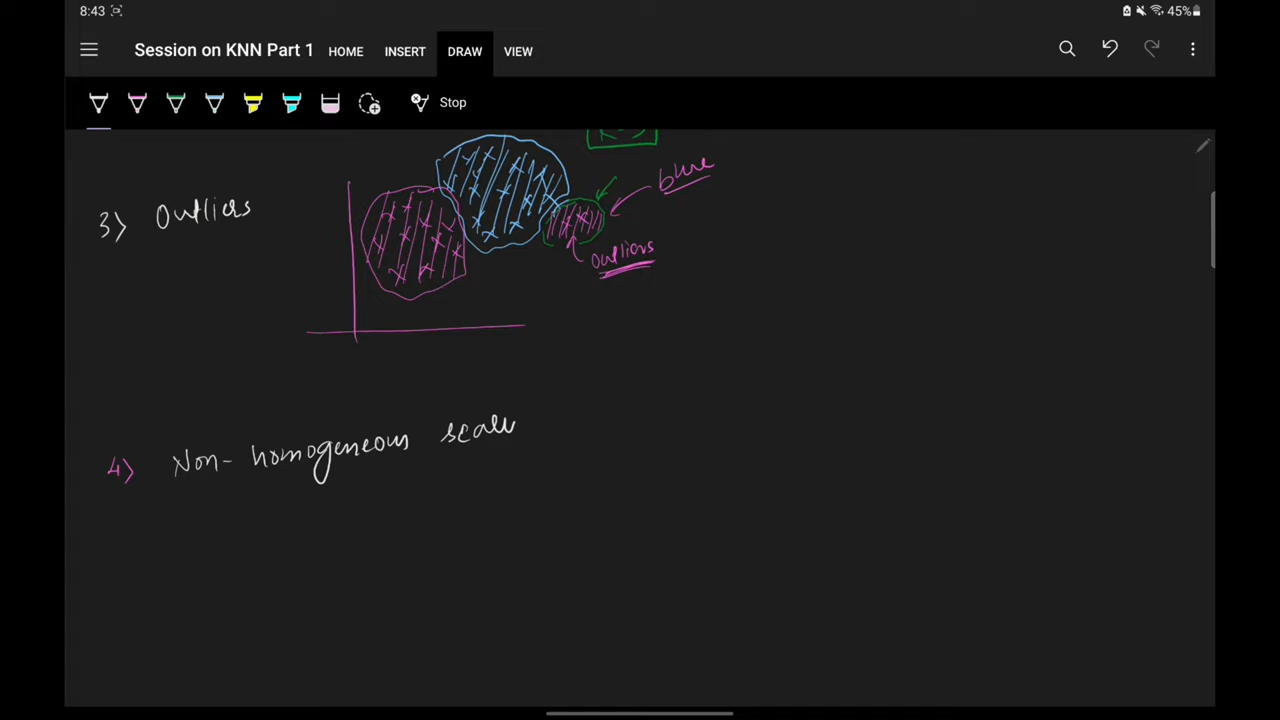 8:43 45%
Session on KNN Part 1 HOME INSERT DRAW VIEW
Stop
3) Outliers
blue
outliers
4) Non-homogeneous scale